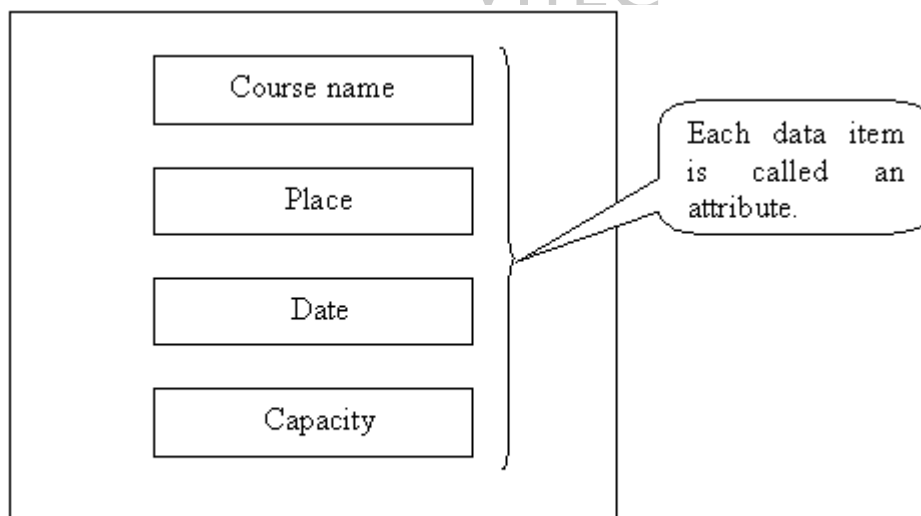 Course name
Place
Date
Capacity
Each data item
is called an
attribute.